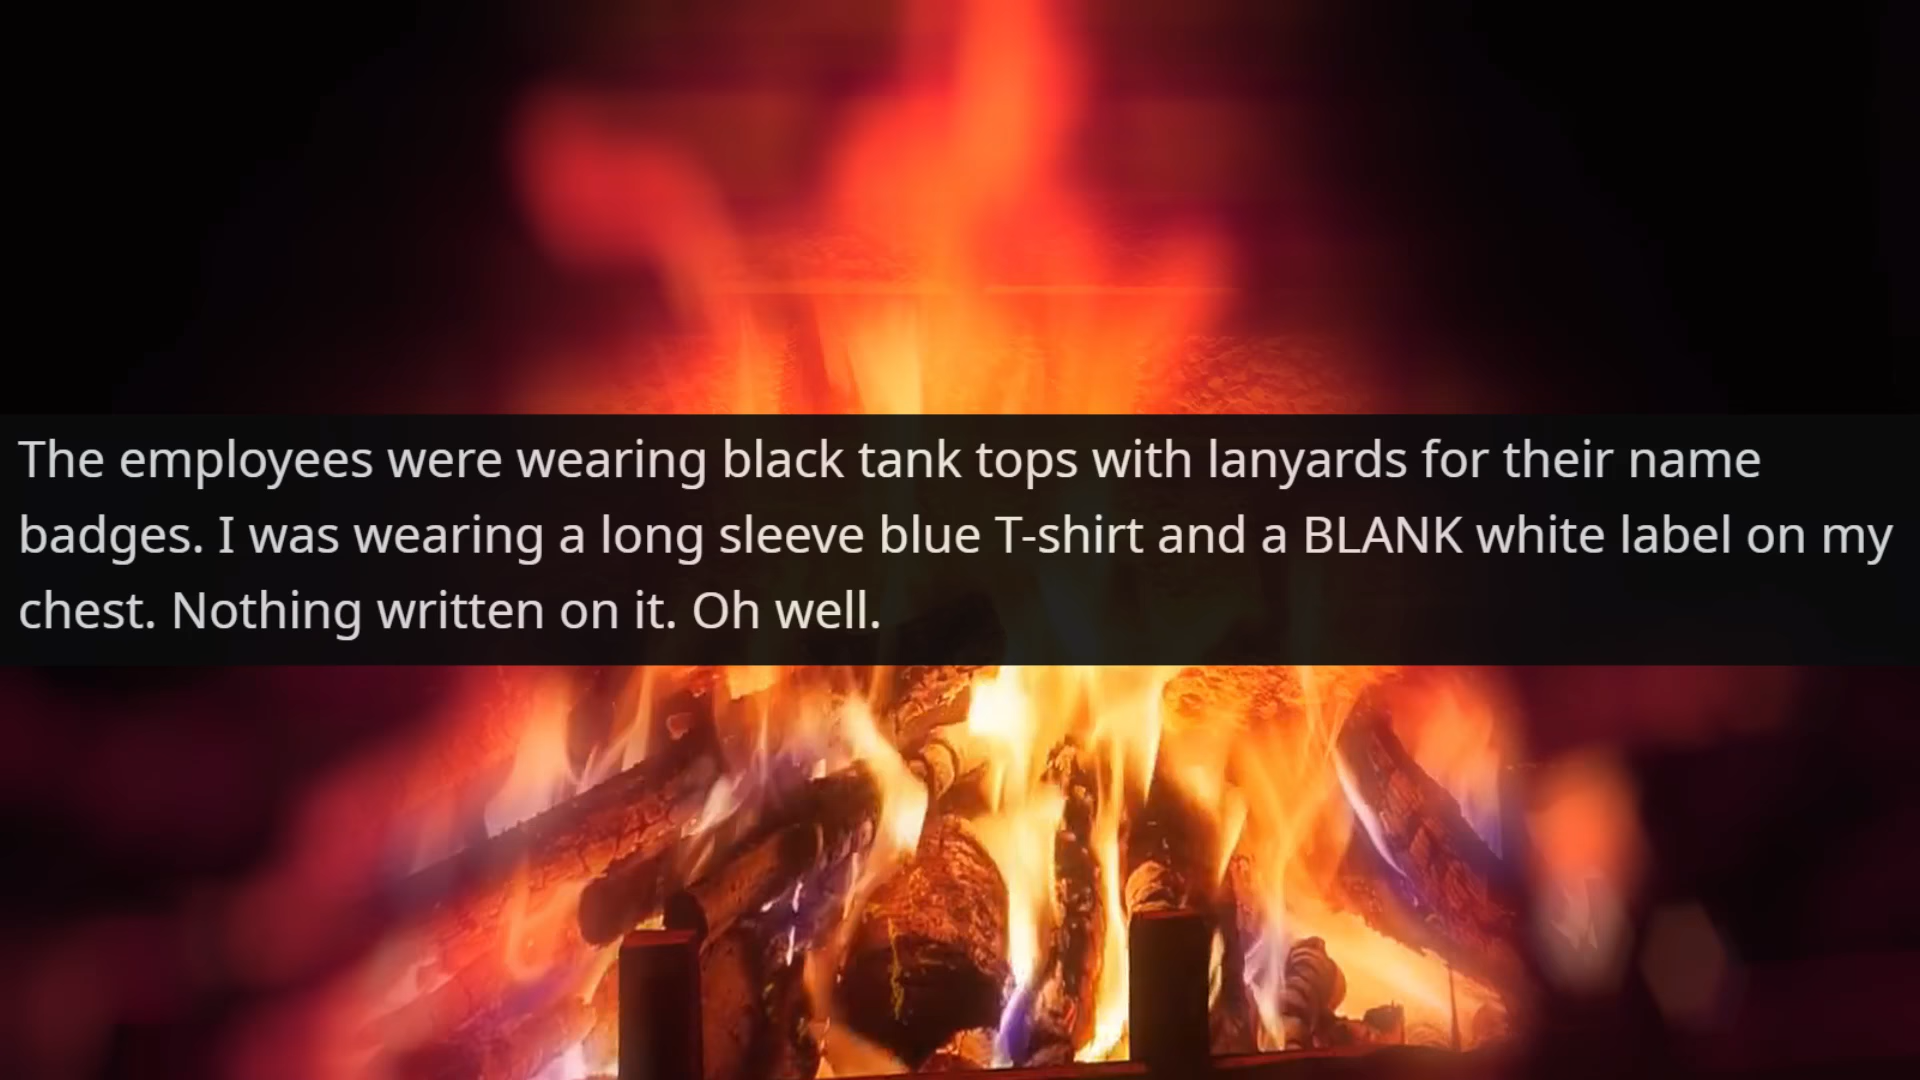 The employees were wearing black tank tops with lanyards for their name
badges. I was wearing a long sleeve blue T-shirt and a BLANK white label on my
chest. Nothing written on it. Oh well.